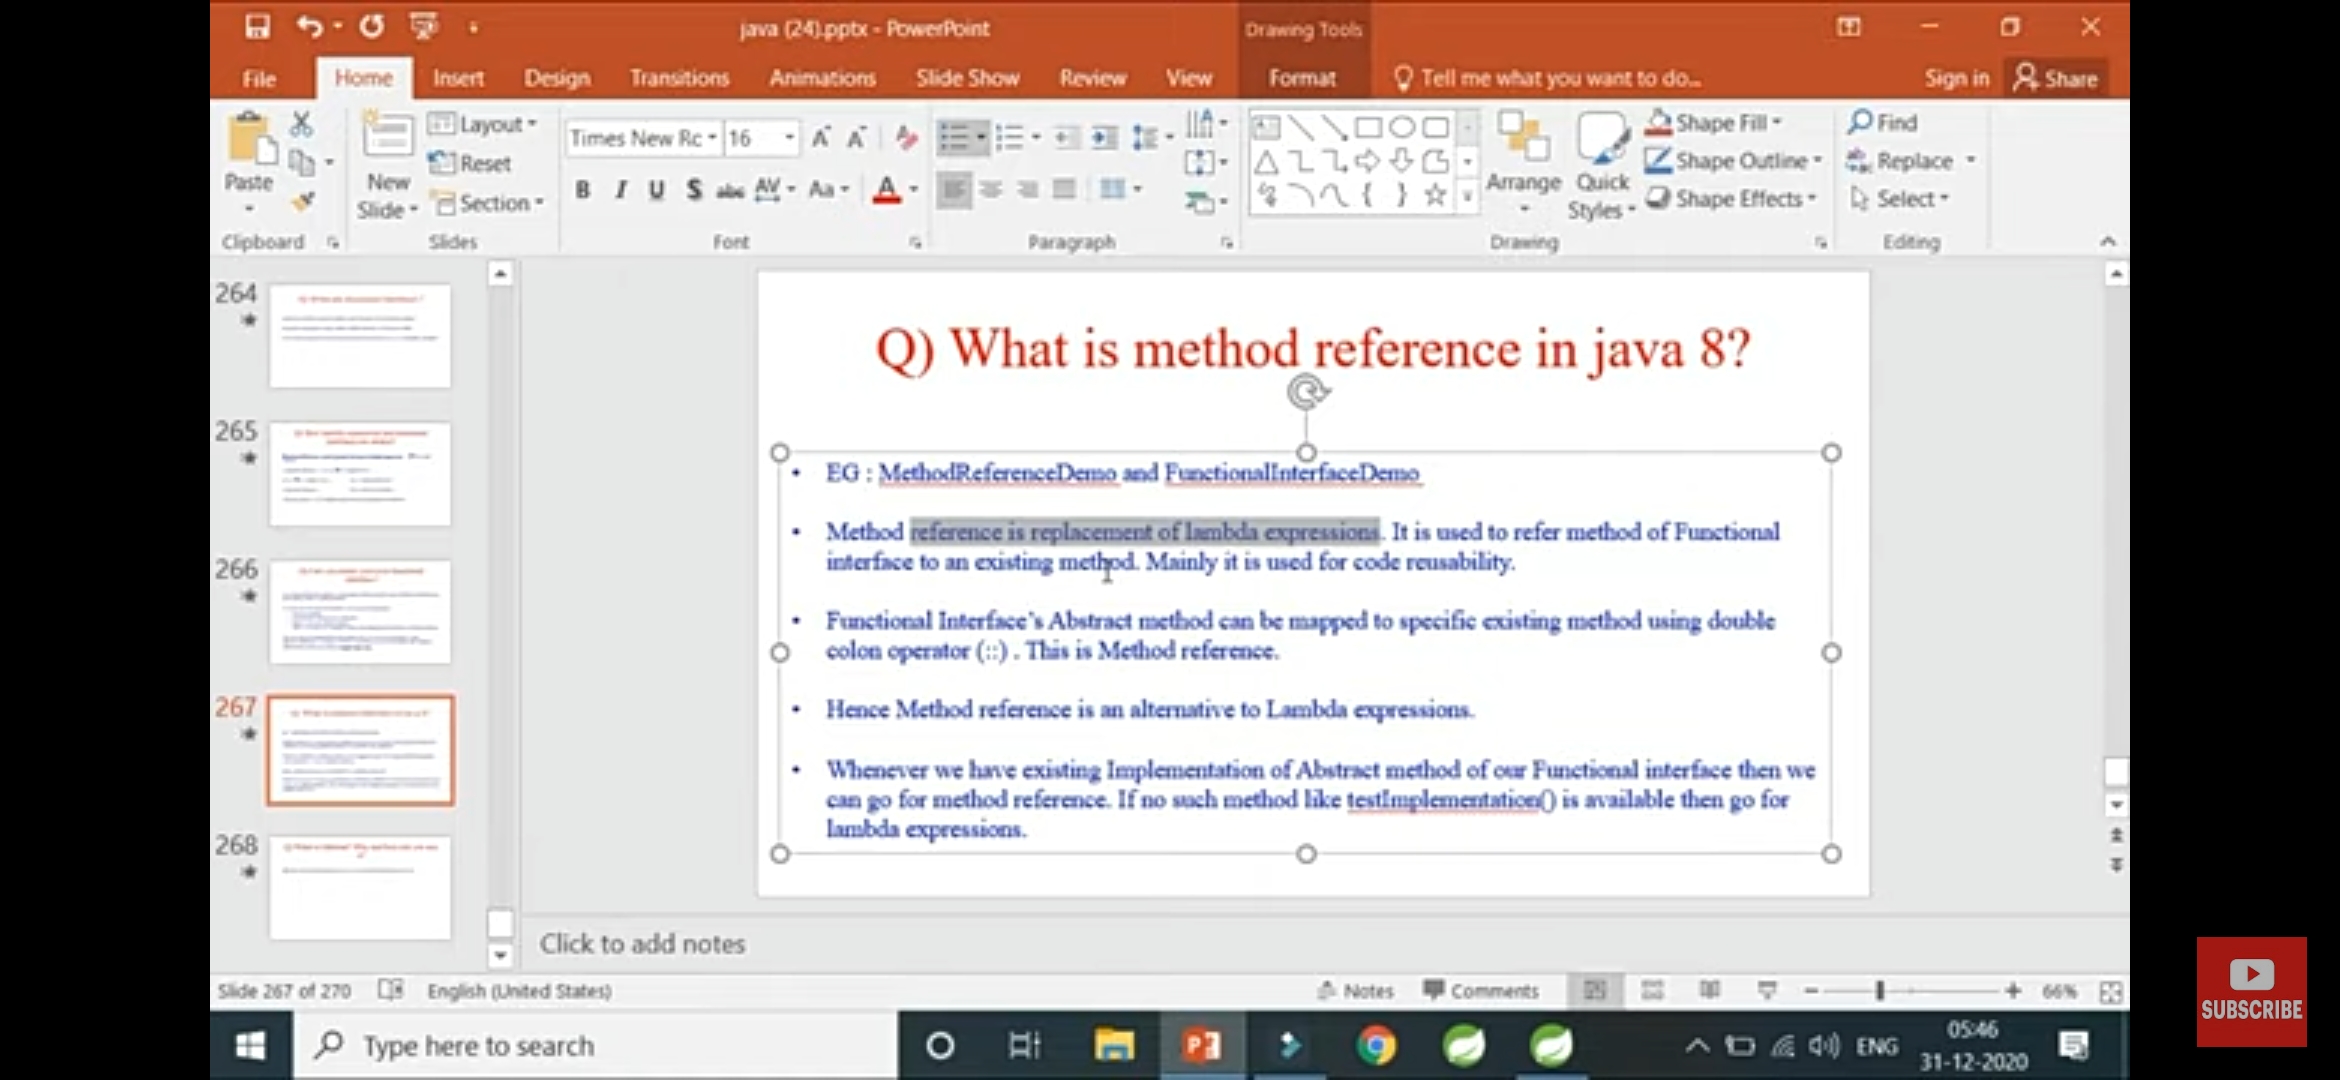 java (24).pptx - PowerPoint
Drawing Tools
File Home Insert Design Transitions Animations Slide Show Review View Format Tell me what you want to do... Sign in Share
Paste
New Slide
Layout
Reset
Section
Times New Rc 16
B I U S abc AV Aa A
Arrange
Quick Styles
Shape Fill
Shape Outline
Shape Effects
Find
Replace
Select
Clipboard Slides Font Paragraph Drawing Editing
264
265
266
267
268
Q) What is method reference in java 8?
• EG : MethodReferenceDemo and FunctionalInterfaceDemo
• Method reference is replacement of lambda expressions. It is used to refer method of Functional
interface to an existing method. Mainly it is used for code reusability.
• Functional Interface's Abstract method can be mapped to specific existing method using double
colon operator (::) . This is Method reference.
• Hence Method reference is an alternative to Lambda expressions.
• Whenever we have existing Implementation of Abstract method of our Functional interface then we
can go for method reference. If no such method like testImplementation() is available then go for
lambda expressions.
Click to add notes
Slide 267 of 270 English (United States) Notes Comments 66%
Type here to search
ENG
05:46
31-12-2020
SUBSCRIBE